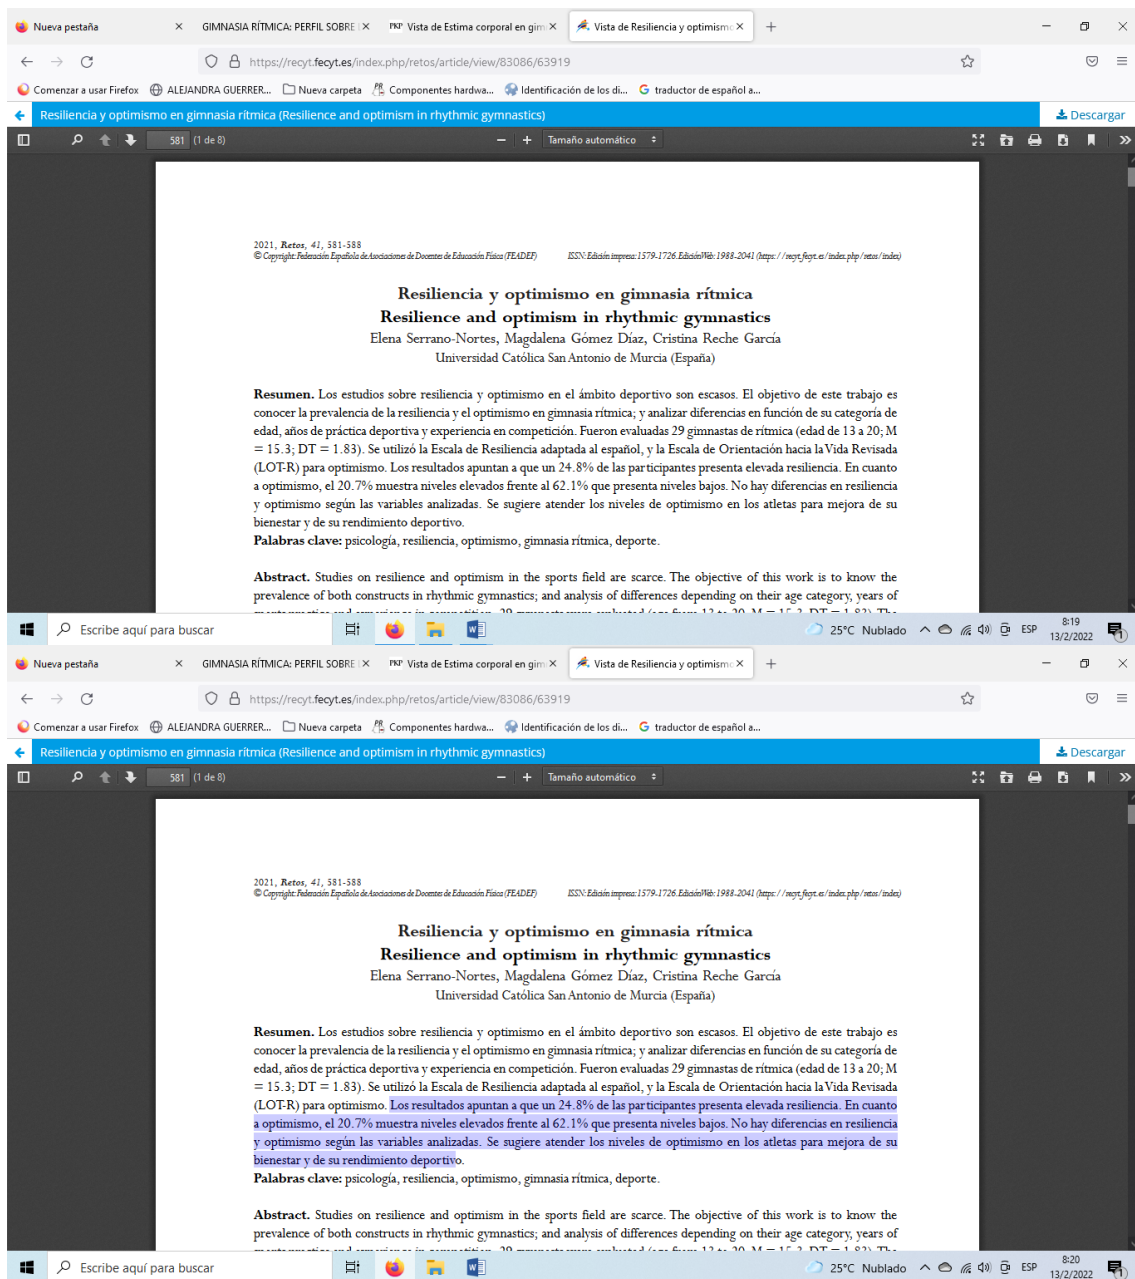 Nueva pestaña
GIMNASIA RÍTMICA: PERFIL SOBRE
PKP Vista de Estima corporal en gim
Vista de Resiliencia y optimismo
https://recyt.fecyt.es/index.php/retos/article/view/83086/63919
Comenzar a usar Firefox ALEJANDRA GUERRER... Nueva carpeta Componentes hardwa... Identificación de los di... traductor de español a...
Resiliencia y optimismo en gimnasia rítmica (Resilience and optimism in rhythmic gymnastics) Descargar
581 (1 de 8) Tamaño automático
2021, Retos, 41, 581-588
© Copyright: Federación Española de Asociaciones de Docentes de Educación Física (FEADEF) ISSN: Edición impresa: 1579-1726. Edición Web: 1988-2041 (https://recyt.fecyt.es/index.php/retos/index)
Resiliencia y optimismo en gimnasia rítmica
Resilience and optimism in rhythmic gymnastics
Elena Serrano-Nortes, Magdalena Gómez Díaz, Cristina Reche García
Universidad Católica San Antonio de Murcia (España)
Resumen. Los estudios sobre resiliencia y optimismo en el ámbito deportivo son escasos. El objetivo de este trabajo es
conocer la prevalencia de la resiliencia y el optimismo en gimnasia rítmica; y analizar diferencias en función de su categoría de
edad, años de práctica deportiva y experiencia en competición. Fueron evaluadas 29 gimnastas de rítmica (edad de 13 a 20; M
= 15.3; DT = 1.83). Se utilizó la Escala de Resiliencia adaptada al español, y la Escala de Orientación hacia la Vida Revisada
(LOT-R) para optimismo. Los resultados apuntan a que un 24.8% de las participantes presenta elevada resiliencia. En cuanto
a optimismo, el 20.7% muestra niveles elevados frente al 62.1% que presenta niveles bajos. No hay diferencias en resiliencia
y optimismo según las variables analizadas. Se sugiere atender los niveles de optimismo en los atletas para mejora de su
bienestar y de su rendimiento deportivo.
Palabras clave: psicología, resiliencia, optimismo, gimnasia rítmica, deporte.
Abstract. Studies on resilience and optimism in the sports field are scarce. The objective of this work is to know the
prevalence of both constructs in rhythmic gymnastics; and analysis of differences depending on their age category, years of
Escribe aquí para buscar
25°C Nublado ESP 8:19
13/2/2022
Nueva pestaña
GIMNASIA RÍTMICA: PERFIL SOBRE
PKP Vista de Estima corporal en gim
Vista de Resiliencia y optimismo
https://recyt.fecyt.es/index.php/retos/article/view/83086/63919
Comenzar a usar Firefox ALEJANDRA GUERRER... Nueva carpeta Componentes hardwa... Identificación de los di... traductor de español a...
Resiliencia y optimismo en gimnasia rítmica (Resilience and optimism in rhythmic gymnastics) Descargar
581 (1 de 8) Tamaño automático
2021, Retos, 41, 581-588
© Copyright: Federación Española de Asociaciones de Docentes de Educación Física (FEADEF) ISSN: Edición impresa: 1579-1726. Edición Web: 1988-2041 (https://recyt.fecyt.es/index.php/retos/index)
Resiliencia y optimismo en gimnasia rítmica
Resilience and optimism in rhythmic gymnastics
Elena Serrano-Nortes, Magdalena Gómez Díaz, Cristina Reche García
Universidad Católica San Antonio de Murcia (España)
Resumen. Los estudios sobre resiliencia y optimismo en el ámbito deportivo son escasos. El objetivo de este trabajo es
conocer la prevalencia de la resiliencia y el optimismo en gimnasia rítmica; y analizar diferencias en función de su categoría de
edad, años de práctica deportiva y experiencia en competición. Fueron evaluadas 29 gimnastas de rítmica (edad de 13 a 20; M
= 15.3; DT = 1.83). Se utilizó la Escala de Resiliencia adaptada al español, y la Escala de Orientación hacia la Vida Revisada
(LOT-R) para optimismo. Los resultados apuntan a que un 24.8% de las participantes presenta elevada resiliencia. En cuanto
a optimismo, el 20.7% muestra niveles elevados frente al 62.1% que presenta niveles bajos. No hay diferencias en resiliencia
y optimismo según las variables analizadas. Se sugiere atender los niveles de optimismo en los atletas para mejora de su
bienestar y de su rendimiento deportivo.
Palabras clave: psicología, resiliencia, optimismo, gimnasia rítmica, deporte.
Abstract. Studies on resilience and optimism in the sports field are scarce. The objective of this work is to know the
prevalence of both constructs in rhythmic gymnastics; and analysis of differences depending on their age category, years of
Escribe aquí para buscar
25°C Nublado ESP 8:20
13/2/2022